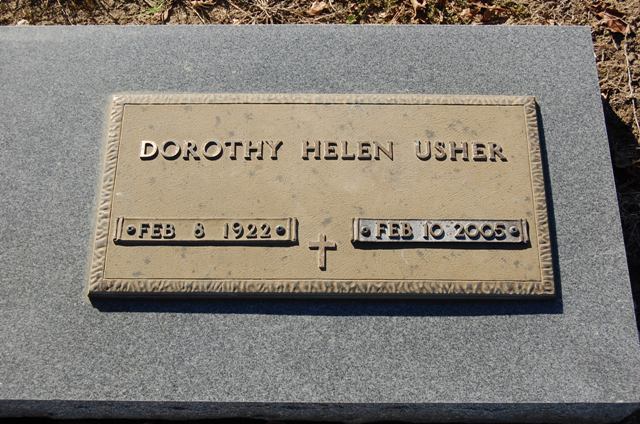 DOROTHY HELEN USHER
FEB 8 1922 FEB 10 2005